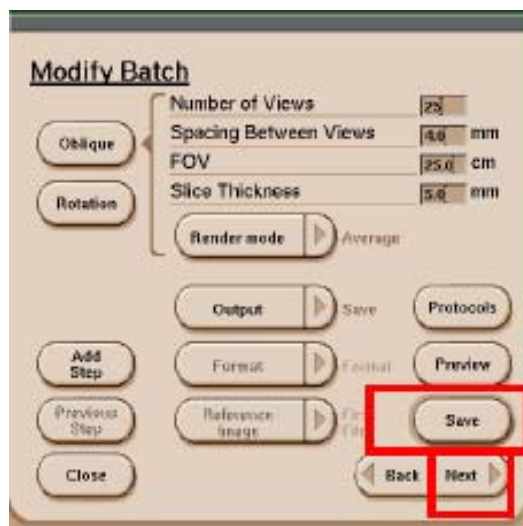 Modify Batch
Number of Views 25
Oblique Spacing Between Views 4.0 mm
FOV 25.0 cm
Rotation Slice Thickness 5.0 mm
Render mode Average
Output Save Protocols
Add Step Format Format Preview
Previous Step Reference Image Save
Close Back Next